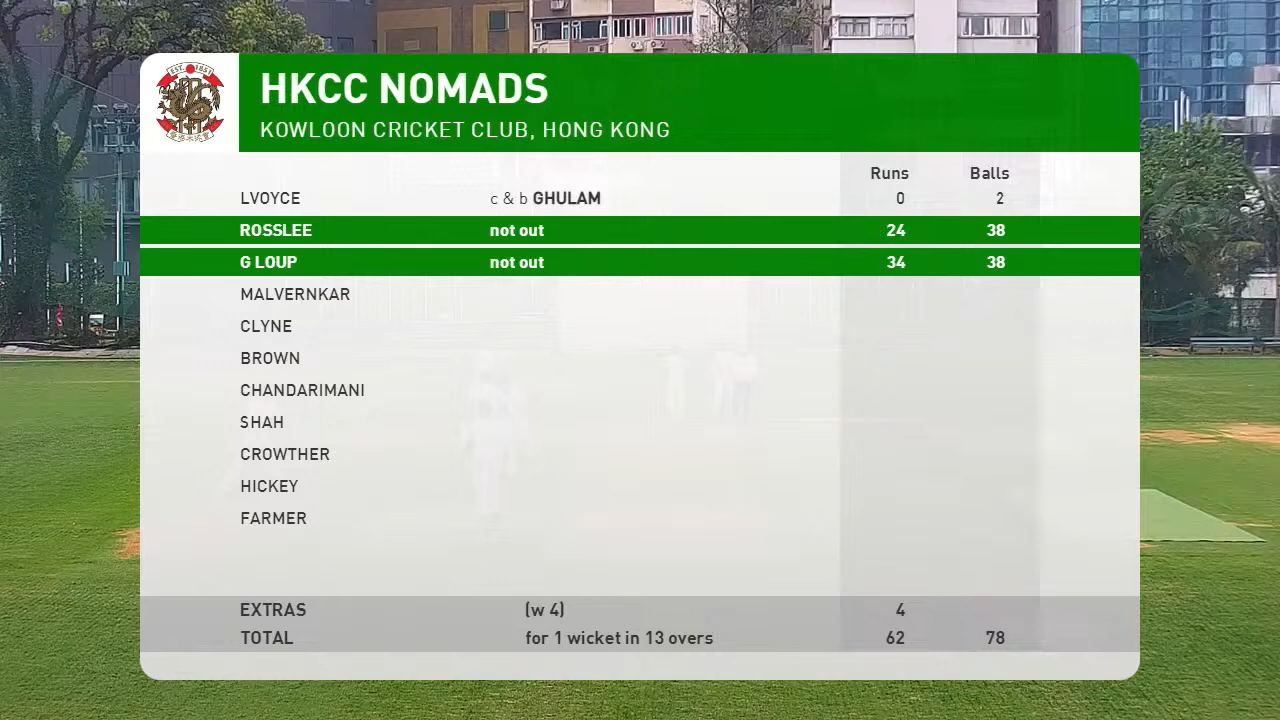 EST. 1851
HKCC NOMADS
KOWLOON CRICKET CLUB, HONG KONG
Runs Balls
LVOYCE c & b GHULAM 0 2
ROSSLEE not out 24 38
G LOUP not out 34 38
MALVERNKAR
CLYNE
BROWN
CHANDARIMANI
SHAH
CROWTHER
HICKEY
FARMER
EXTRAS (w 4) 4
TOTAL for 1 wicket in 13 overs 62 78